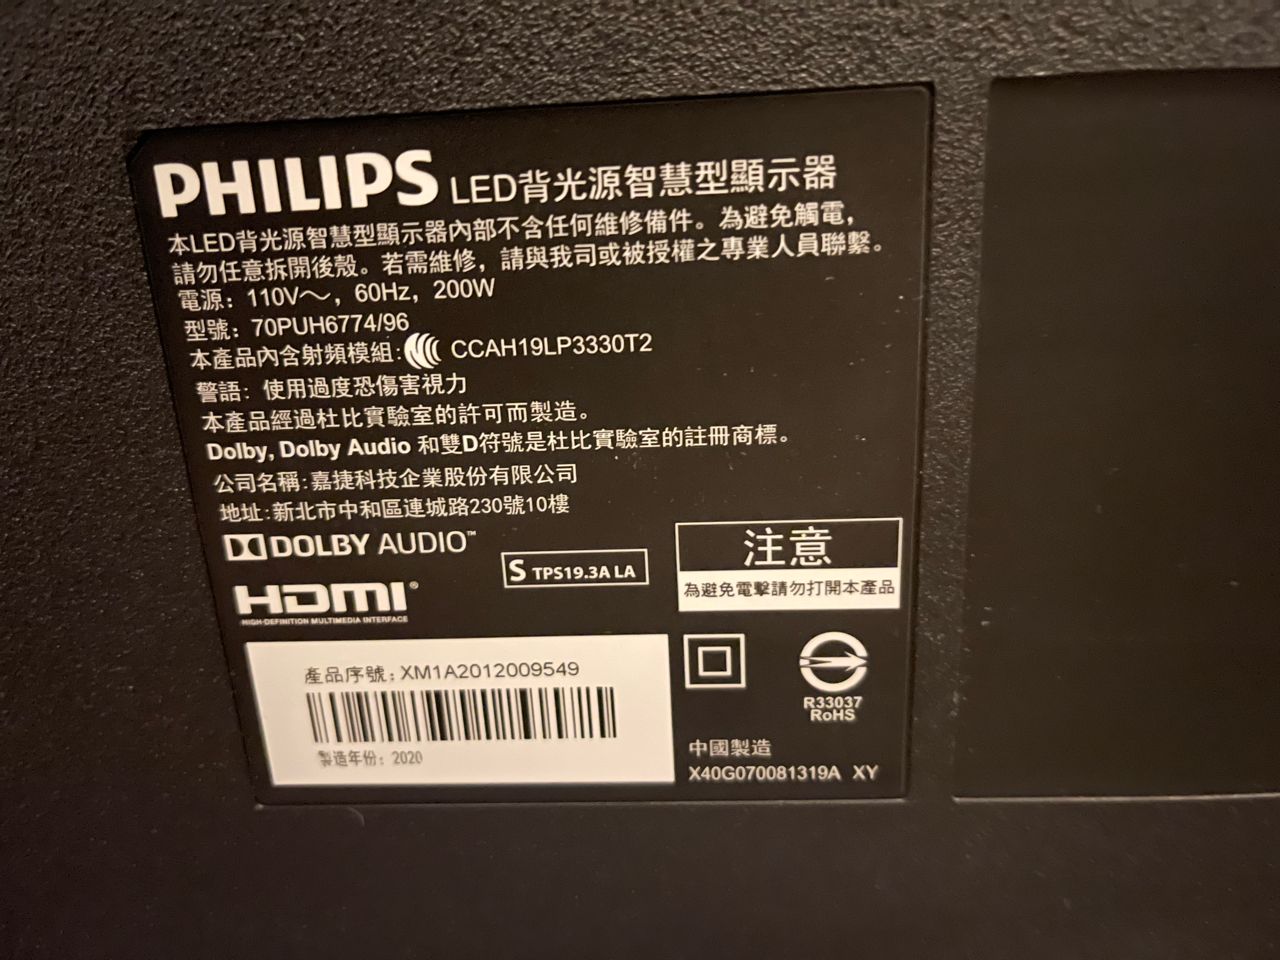 PHILIPS LED背光源智慧型顯示器
本LED背光源智慧型顯示器內部不含任何維修備件。為避免觸電，
請勿任意拆開後殼。若需維修，請與我司或被授權之專業人員聯繫。
電源：110V～，60Hz，200W
型號：70PUH6774/96
本產品內含射頻模組: CCAH19LP3330T2
警語：使用過度恐傷害視力
本產品經過杜比實驗室的許可而製造。
Dolby, Dolby Audio 和雙D符號是杜比實驗室的註冊商標。
公司名稱:嘉捷科技企業股份有限公司
地址:新北市中和區連城路230號10樓
DOLBY AUDIO™
HDMI®
HIGH-DEFINITION MULTIMEDIA INTERFACE
S TPS19.3A LA
注意
為避免電擊請勿打開本產品
產品序號：XM1A2012009549
製造年份：2020
R33037
RoHS
中國製造
X40G070081319A XY